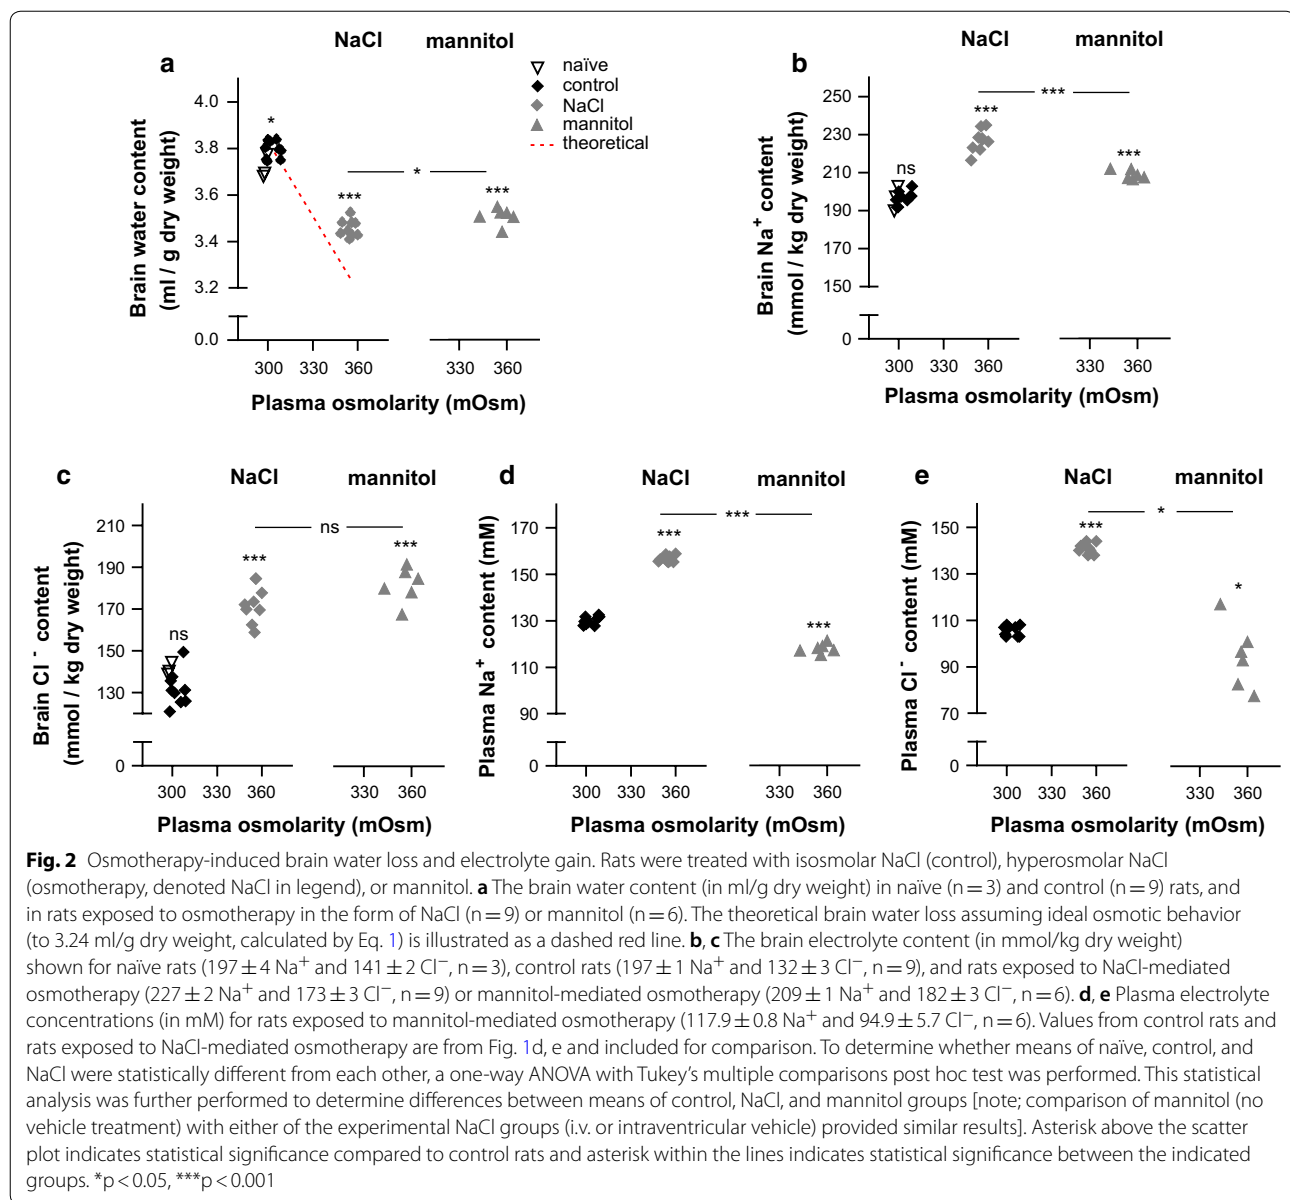 NaCl mannitol
a
naïve
control
NaCl
mannitol
theoretical
Brain water content
(ml / g dry weight)
4.0
3.8
3.6
3.4
3.2
0.0
*
***
*
***
300 330 360 330 360
Plasma osmolarity (mOsm)
NaCl mannitol
b
Brain Na+ content
(mmol / kg dry weight)
250
230
210
190
170
150
0
***
***
***
ns
300 330 360 330 360
Plasma osmolarity (mOsm)
c
NaCl mannitol
Brain Cl- content
(mmol / kg dry weight)
210
190
170
150
130
0
ns
***
***
ns
300 330 360 330 360
Plasma osmolarity (mOsm)
d
NaCl mannitol
Plasma Na+ content (mM)
170
150
130
110
90
0
***
***
***
300 330 360 330 360
Plasma osmolarity (mOsm)
e
NaCl mannitol
Plasma Cl- content (mM)
150
130
110
90
70
0
*
***
*
300 330 360 330 360
Plasma osmolarity (mOsm)
Fig. 2 Osmotherapy-induced brain water loss and electrolyte gain. Rats were treated with isosmolar NaCl (control), hyperosmolar NaCl
(osmotherapy, denoted NaCl in legend), or mannitol. a The brain water content (in ml/g dry weight) in naïve (n = 3) and control (n = 9) rats, and
in rats exposed to osmotherapy in the form of NaCl (n = 9) or mannitol (n = 6). The theoretical brain water loss assuming ideal osmotic behavior
(to 3.24 ml/g dry weight, calculated by Eq. 1) is illustrated as a dashed red line. b, c The brain electrolyte content (in mmol/kg dry weight)
shown for naïve rats (197 ± 4 Na+ and 141 ± 2 Cl−, n = 3), control rats (197 ± 1 Na+ and 132 ± 3 Cl−, n = 9), and rats exposed to NaCl-mediated
osmotherapy (227 ± 2 Na+ and 173 ± 3 Cl−, n = 9) or mannitol-mediated osmotherapy (209 ± 1 Na+ and 182 ± 3 Cl−, n = 6). d, e Plasma electrolyte
concentrations (in mM) for rats exposed to mannitol-mediated osmotherapy (117.9 ± 0.8 Na+ and 94.9 ± 5.7 Cl−, n = 6). Values from control rats and
rats exposed to NaCl-mediated osmotherapy are from Fig. 1d, e and included for comparison. To determine whether means of naïve, control, and
NaCl were statistically different from each other, a one-way ANOVA with Tukey's multiple comparisons post hoc test was performed. This statistical
analysis was further performed to determine differences between means of control, NaCl, and mannitol groups [note; comparison of mannitol (no
vehicle treatment) with either of the experimental NaCl groups (i.v. or intraventricular vehicle) provided similar results]. Asterisk above the scatter
plot indicates statistical significance compared to control rats and asterisk within the lines indicates statistical significance between the indicated
groups. *p < 0.05, ***p < 0.001